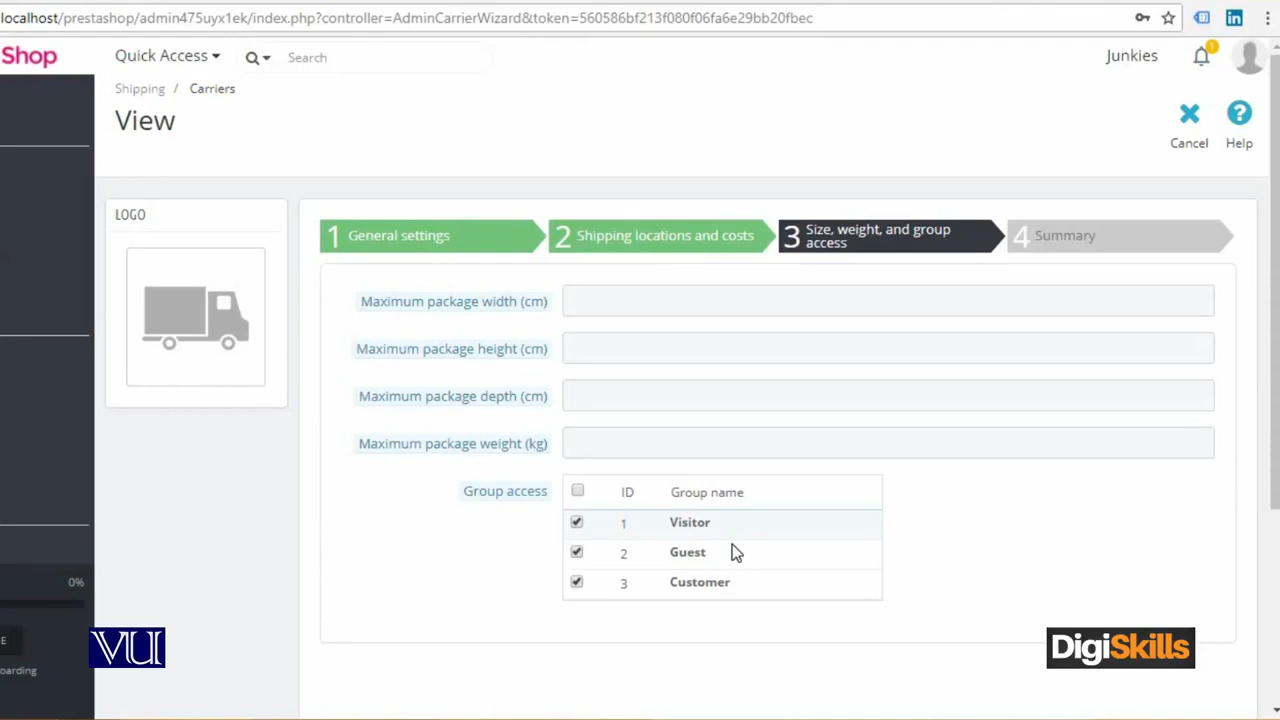 localhost/prestashop/admin475uyx1ek/index.php?controller=AdminCarrierWizard&token=560586bf213f080f06fa6e29bb20fbec
Shop
Quick Access
Search
Junkies
1
Shipping / Carriers
View
Cancel
Help
LOGO
1 General settings
2 Shipping locations and costs
3 Size, weight, and group access
4 Summary
Maximum package width (cm)
Maximum package height (cm)
Maximum package depth (cm)
Maximum package weight (kg)
Group access
ID Group name
1 Visitor
2 Guest
3 Customer
0%
E
oarding
VU
DigiSkills